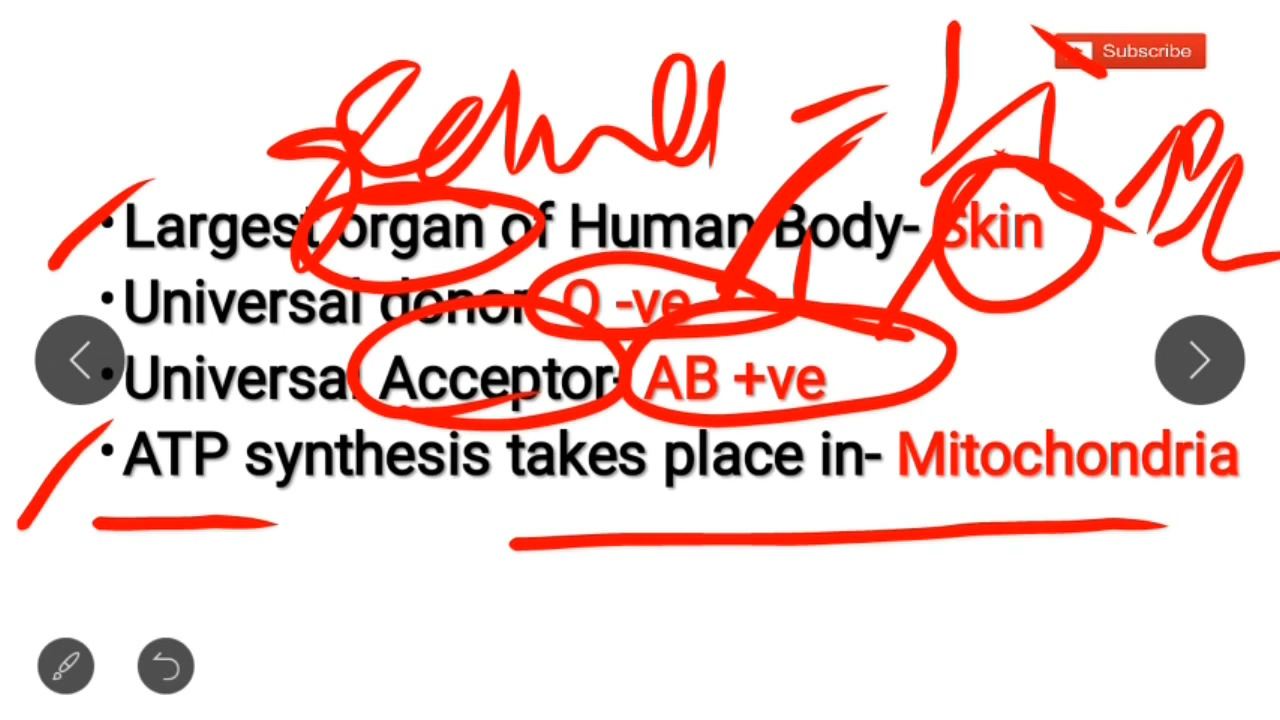 Subscribe
• Largest organ of Human Body- Skin
• Universal donor- O -ve
• Universal Acceptor- AB +ve
• ATP synthesis takes place in- Mitochondria